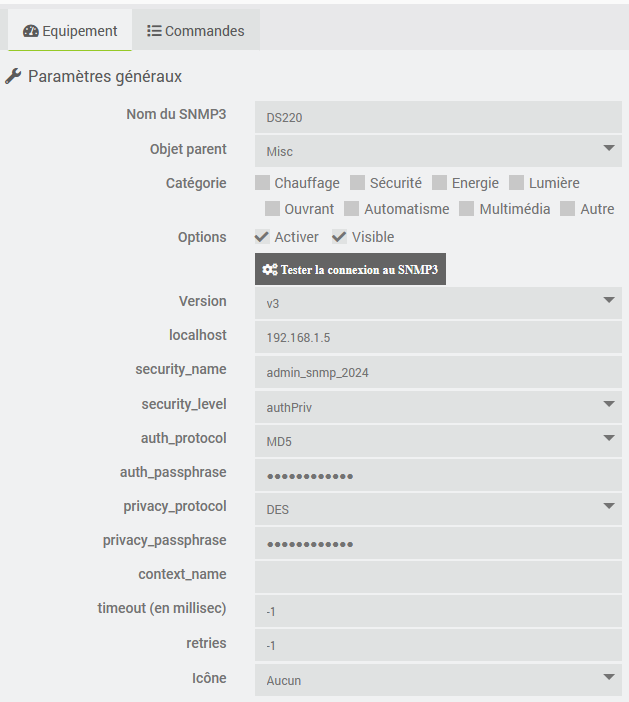 Equipement Commandes
Paramètres généraux
Nom du SNMP3 DS220
Objet parent Misc
Catégorie Chauffage Sécurité Energie Lumière
Ouvrant Automatisme Multimédia Autre
Options Activer Visible
Tester la connexion au SNMP3
Version v3
localhost 192.168.1.5
security_name admin_snmp_2024
security_level authPriv
auth_protocol MD5
auth_passphrase ••••••••••••
privacy_protocol DES
privacy_passphrase ••••••••••••
context_name
timeout (en millisec) -1
retries -1
Icône Aucun